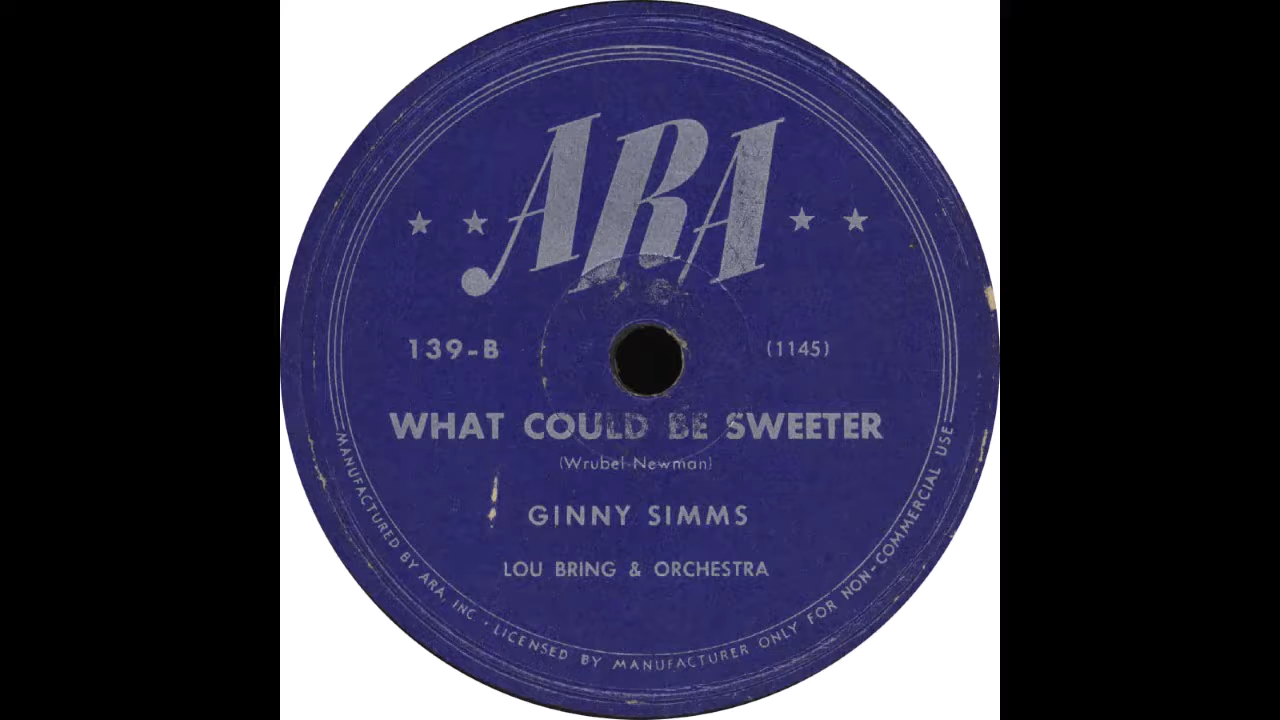 ARA
139-B
(1145)
WHAT COULD BE SWEETER
(Wrubel-Newman)
GINNY SIMMS
LOU BRING & ORCHESTRA
MANUFACTURED BY ARA, INC · LICENSED BY MANUFACTURER ONLY FOR NON-COMMERCIAL USE